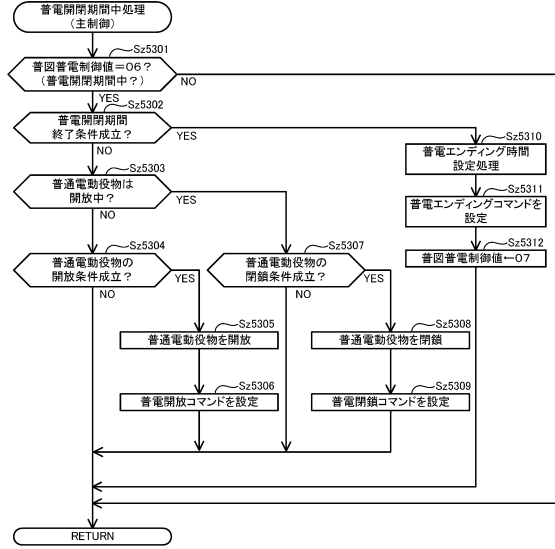 普電開閉期間中処理
（主制御）
Sz5301
普図普電制御値＝06？
（普電開閉期間中？）
NO
YES
Sz5302
普電開閉期間
終了条件成立？
YES
NO
Sz5310
普電エンディング時間
設定処理
Sz5303
普通電動役物は
開放中？
YES
NO
Sz5311
普電エンディングコマンドを
設定
Sz5312
普図普電制御値←07
Sz5304
普通電動役物の
開放条件成立？
YES
NO
Sz5307
普通電動役物の
閉鎖条件成立？
YES
NO
Sz5305
普通電動役物を開放
Sz5308
普通電動役物を閉鎖
Sz5306
普電開放コマンドを設定
Sz5309
普電閉鎖コマンドを設定
RETURN